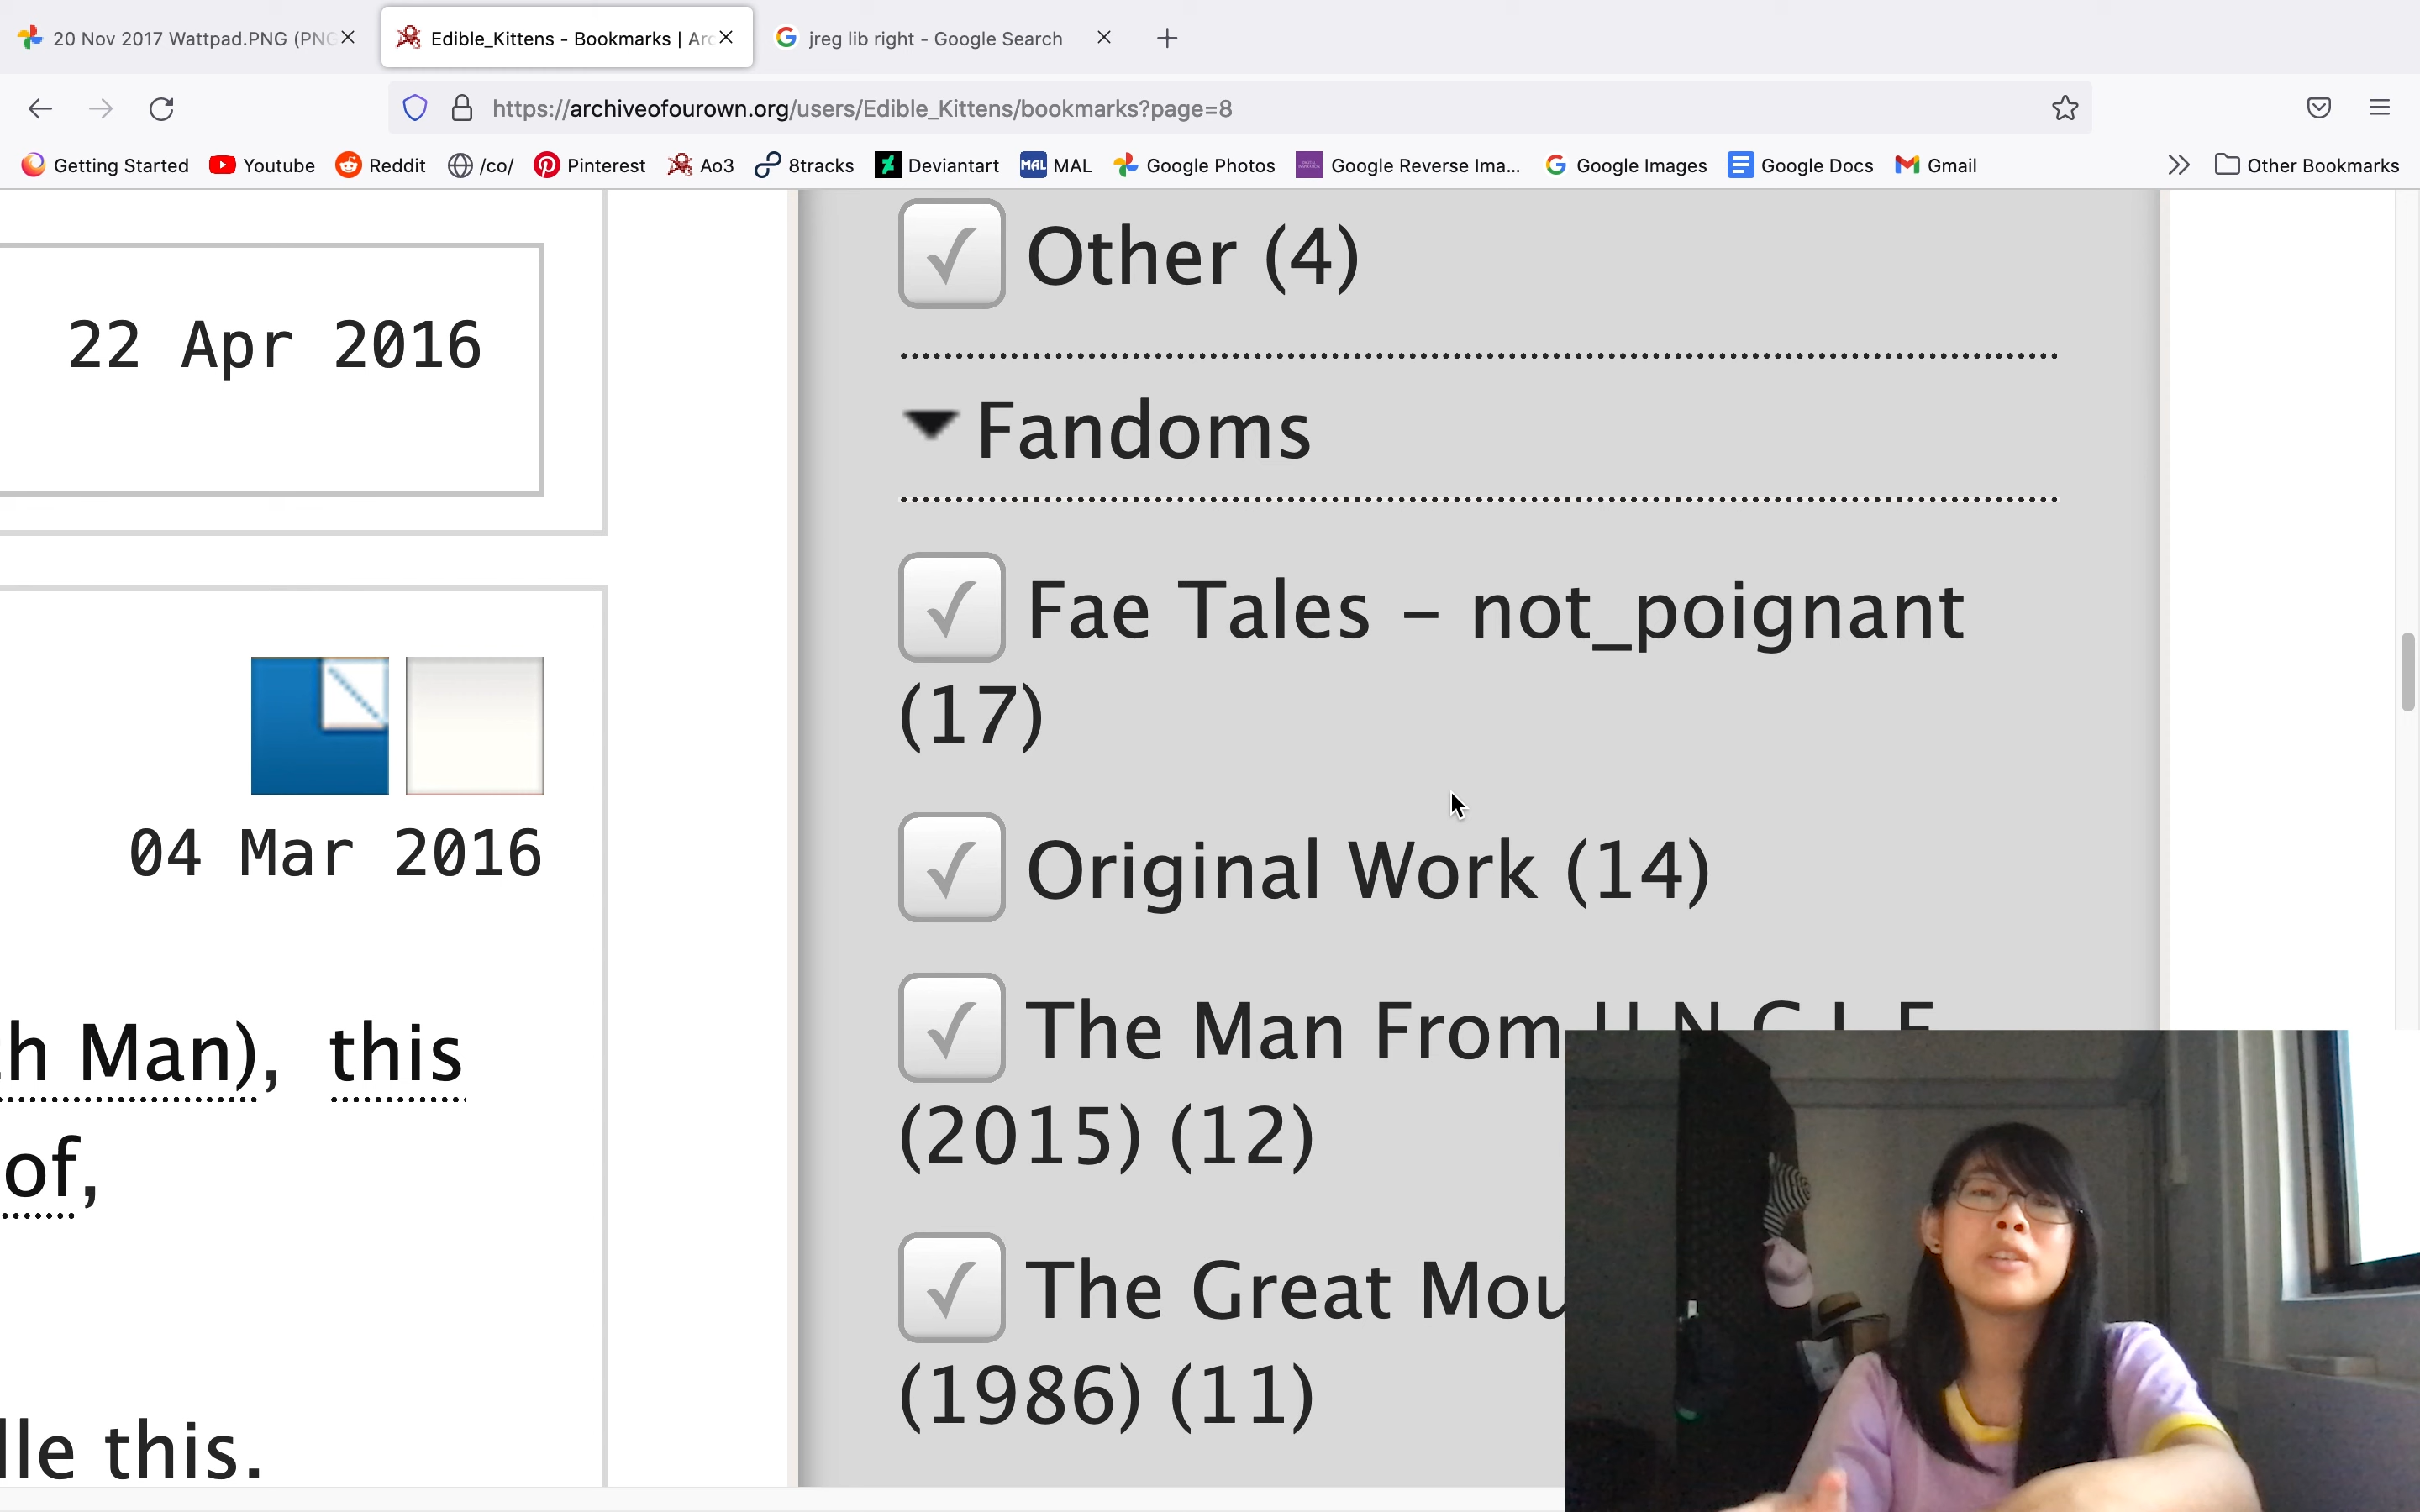 20 Nov 2017 Wattpad.PNG (PNG
Edible_Kittens - Bookmarks | Arc
jreg lib right - Google Search
https://archiveofourown.org/users/Edible_Kittens/bookmarks?page=8
Getting Started
Youtube
Reddit
/co/
Pinterest
Ao3
8tracks
Deviantart
MAL MAL
Google Photos
Google Reverse Ima...
Google Images
Google Docs
Gmail
Other Bookmarks
22 Apr 2016
04 Mar 2016
h Man), this
of,
lle this.
Other (4)
Fandoms
Fae Tales - not_poignant
(17)
Original Work (14)
The Man From U.N.C.L.E.
(2015) (12)
The Great Mou
(1986) (11)